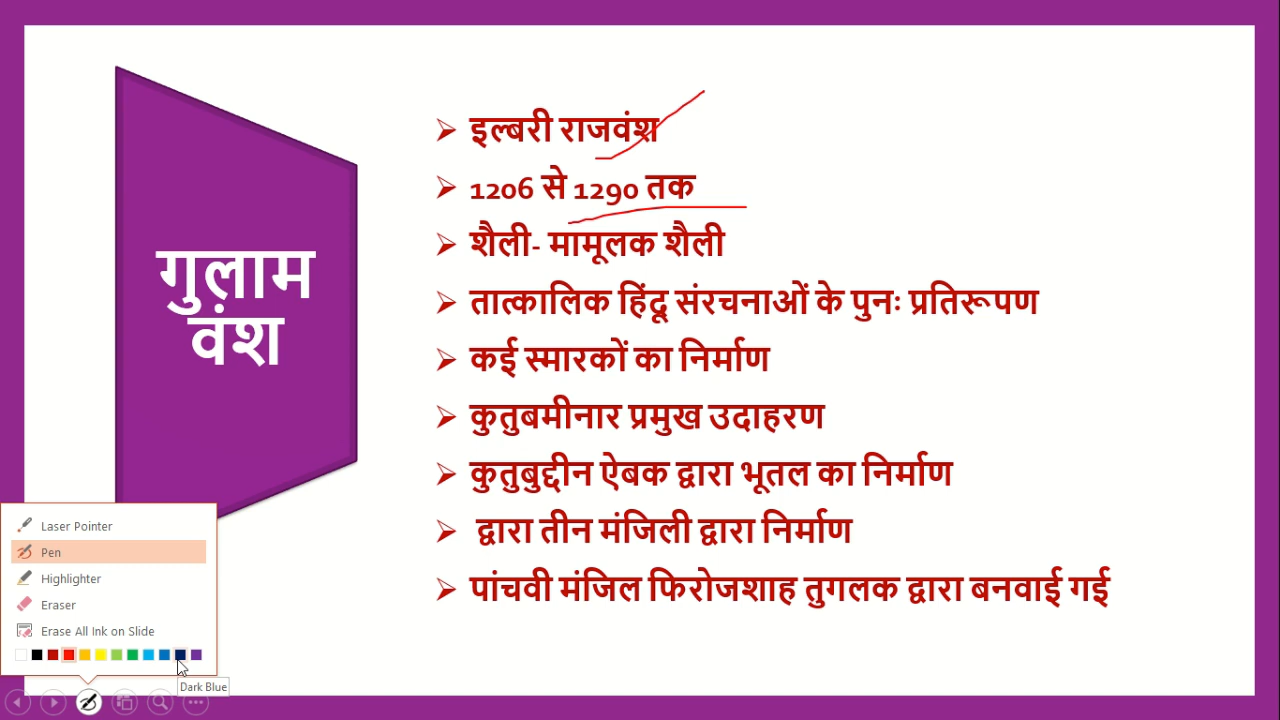 गुलाम
वंश
➢ इल्बरी राजवंश
➢ 1206 से 1290 तक
➢ शैली- मामूलक शैली
➢ तात्कालिक हिंदू संरचनाओं के पुनः प्रतिरूपण
➢ कई स्मारकों का निर्माण
➢ कुतुबमीनार प्रमुख उदाहरण
➢ कुतुबुद्दीन ऐबक द्वारा भूतल का निर्माण
➢ द्वारा तीन मंजिली द्वारा निर्माण
➢ पांचवी मंजिल फिरोजशाह तुगलक द्वारा बनवाई गई
Laser Pointer
Pen
Highlighter
Eraser
Erase All Ink on Slide
Dark Blue